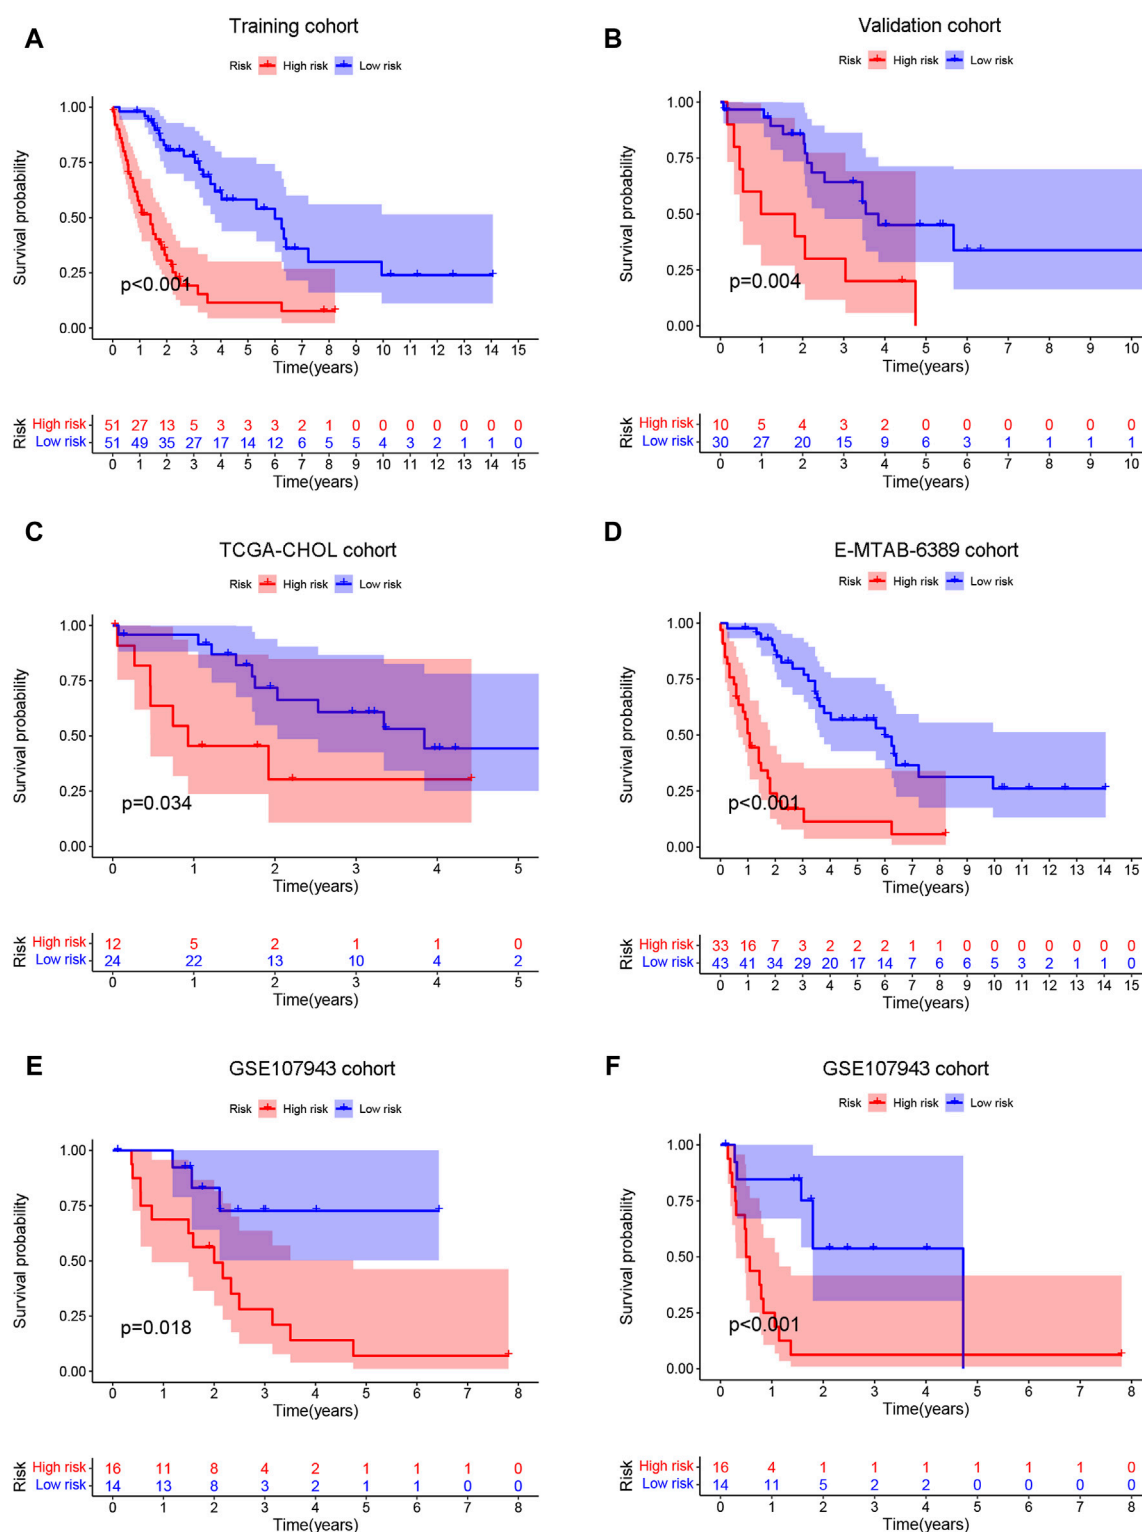 A
Training cohort
Risk High risk Low risk
Survival probability
1.00
0.75
0.50
0.25
0.00
p<0.001
0 1 2 3 4 5 6 7 8 9 10 11 12 13 14 15
Time(years)
Risk
High risk 51 27 13 5 3 3 3 2 1 0 0 0 0 0 0 0
Low risk 51 49 35 27 17 14 12 6 5 5 4 3 2 1 1 0
0 1 2 3 4 5 6 7 8 9 10 11 12 13 14 15
Time(years)
B
Validation cohort
Risk High risk Low risk
Survival probability
1.00
0.75
0.50
0.25
0.00
p=0.004
0 1 2 3 4 5 6 7 8 9 10
Time(years)
Risk
High risk 10 5 4 3 2 0 0 0 0 0 0
Low risk 30 27 20 15 9 6 3 1 1 1 1
0 1 2 3 4 5 6 7 8 9 10
Time(years)
C
TCGA-CHOL cohort
Risk High risk Low risk
Survival probability
1.00
0.75
0.50
0.25
0.00
p=0.034
0 1 2 3 4 5
Time(years)
Risk
High risk 12 5 2 1 1 0
Low risk 24 22 13 10 4 2
0 1 2 3 4 5
Time(years)
D
E-MTAB-6389 cohort
Risk High risk Low risk
Survival probability
1.00
0.75
0.50
0.25
0.00
p<0.001
0 1 2 3 4 5 6 7 8 9 10 11 12 13 14 15
Time(years)
Risk
High risk 33 16 7 3 2 2 2 1 1 0 0 0 0 0 0 0
Low risk 43 41 34 29 20 17 14 7 6 6 5 3 2 1 1 0
0 1 2 3 4 5 6 7 8 9 10 11 12 13 14 15
Time(years)
E
GSE107943 cohort
Risk High risk Low risk
Survival probability
1.00
0.75
0.50
0.25
0.00
p=0.018
0 1 2 3 4 5 6 7 8
Time(years)
Risk
High risk 16 11 8 4 2 1 1 1 0
Low risk 14 13 8 3 2 1 1 0 0
0 1 2 3 4 5 6 7 8
Time(years)
F
GSE107943 cohort
Risk High risk Low risk
Survival probability
1.00
0.75
0.50
0.25
0.00
p<0.001
0 1 2 3 4 5 6 7 8
Time(years)
Risk
High risk 16 4 1 1 1 1 1 1 0
Low risk 14 11 5 2 2 0 0 0 0
0 1 2 3 4 5 6 7 8
Time(years)